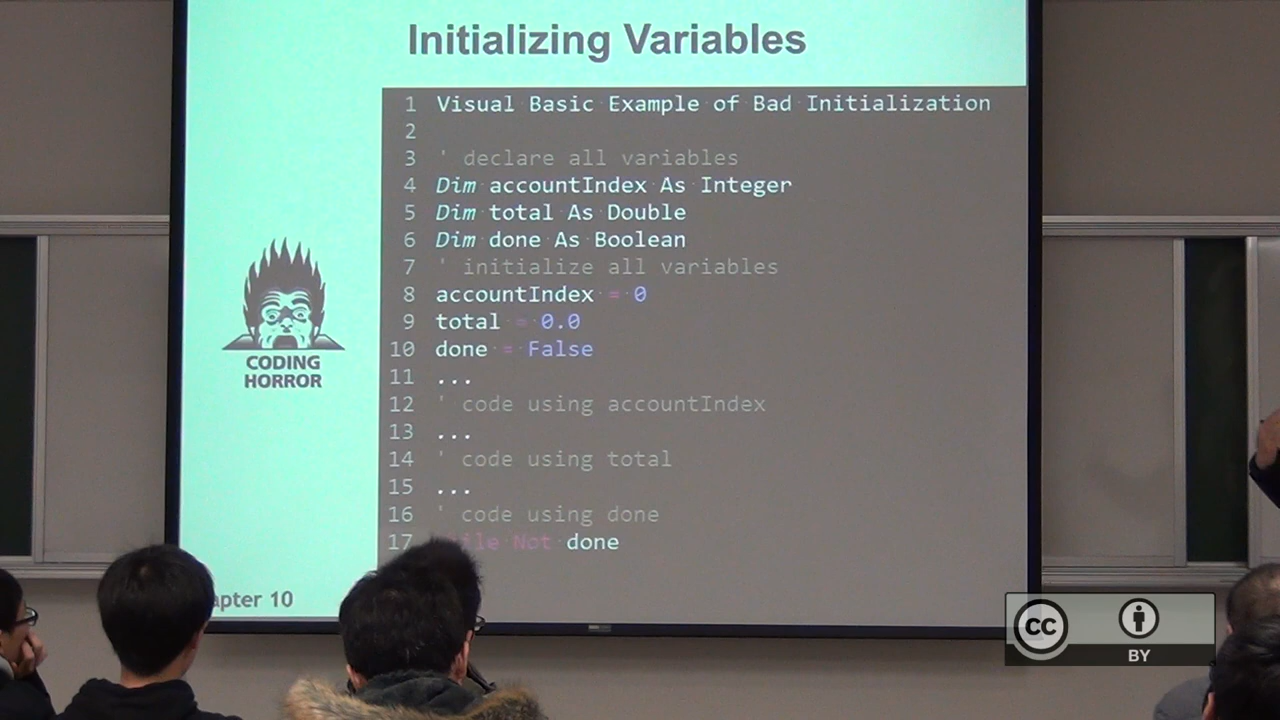 Initializing Variables
1 Visual Basic Example of Bad Initialization
2
3 ' declare all variables
4 Dim accountIndex As Integer
5 Dim total As Double
6 Dim done As Boolean
7 ' initialize all variables
8 accountIndex = 0
9 total = 0.0
10 done = False
11 ...
12 ' code using accountIndex
13 ...
14 ' code using total
15 ...
16 ' code using done
17 Not done
CODING
HORROR
10
CC
BY